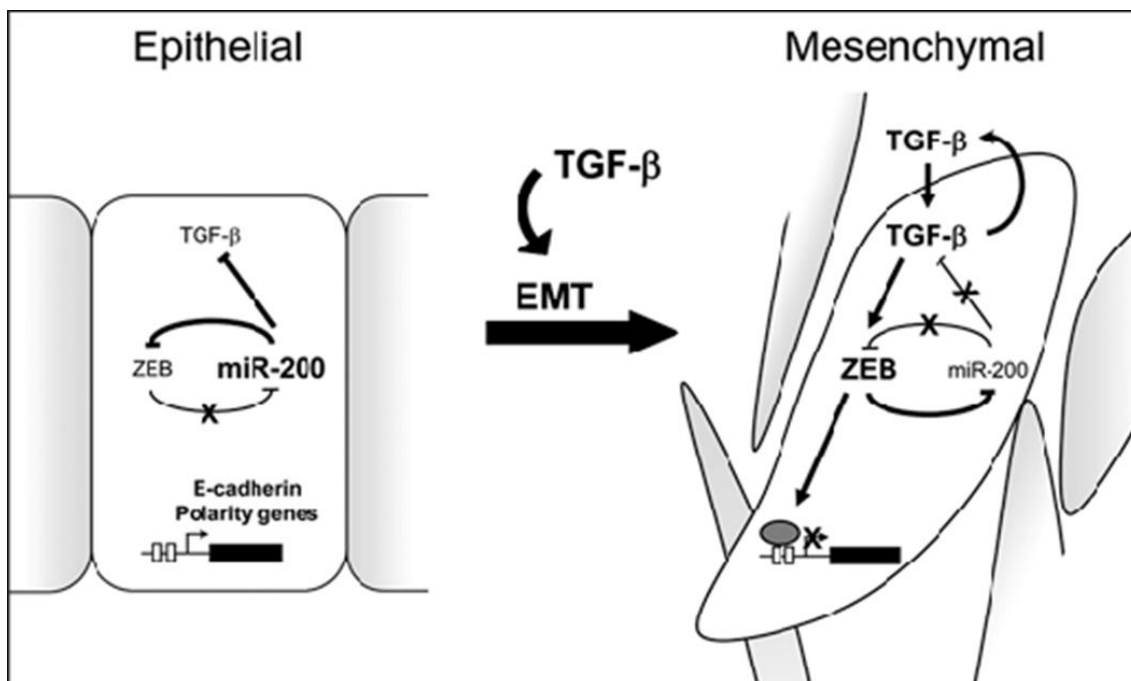 Epithelial
TGF-β
ZEB
miR-200
X
E-cadherin
Polarity genes
TGF-β
EMT
Mesenchymal
TGF-β
TGF-β
X
X
ZEB
miR-200
X